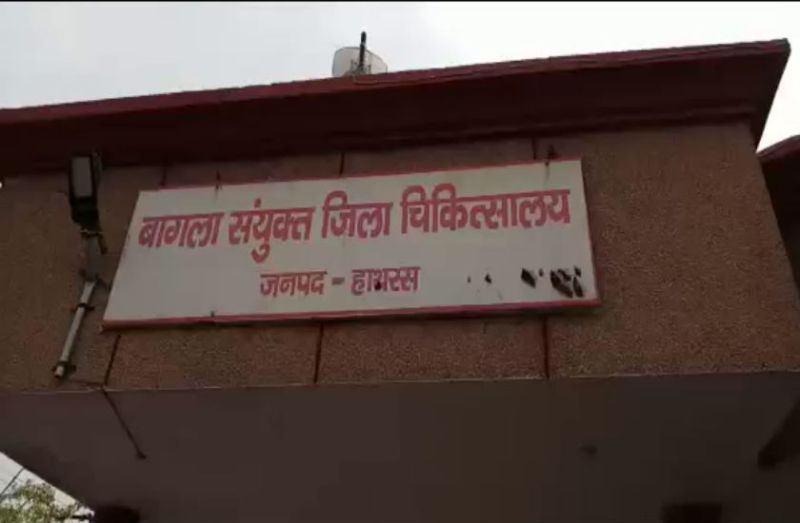 बागला संयुक्त जिला चिकित्सालय
जनपद - हाथरस